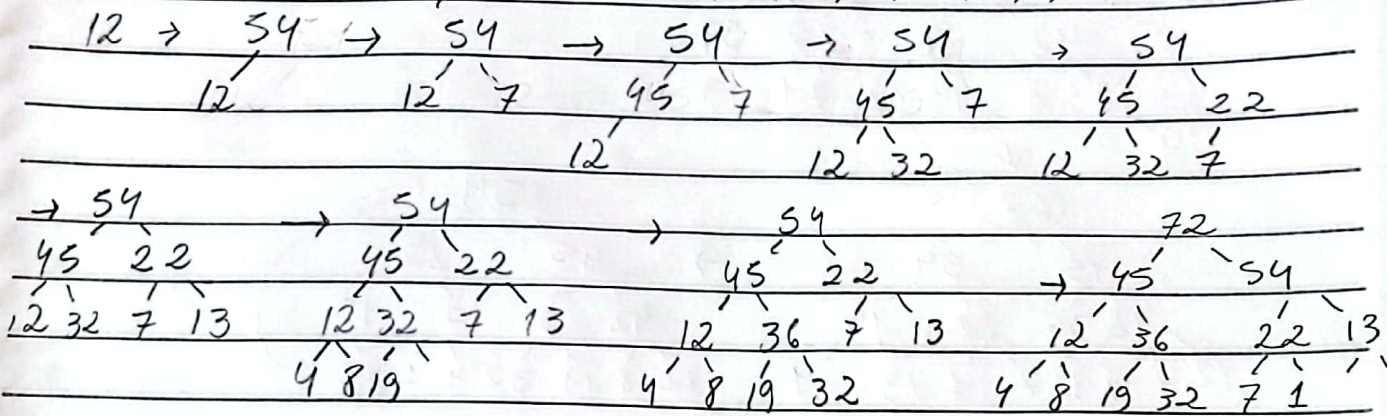 12 → 54 → 54 → 54 → 54 → 54
12 12 7 45 7 45 7 45 22
12 12 32 12 32 7
→ 54 → 54 → 54 72
45 22 45 22 45 22 → 45 54
12 32 7 13 12 32 7 13 12 36 7 13 12 36 22 13
4 8 19 4 8 19 32 4 8 19 32 7 1